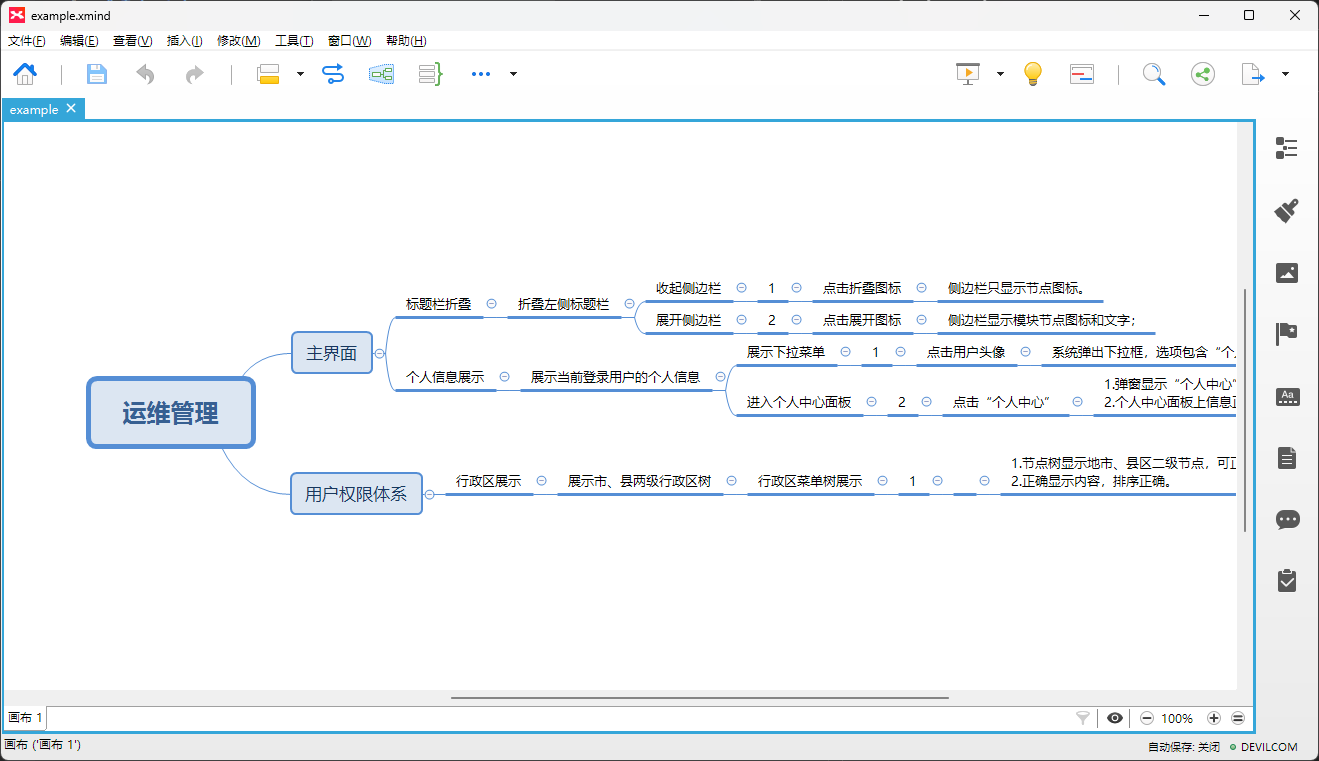 example.xmind
文件(F) 编辑(E) 查看(V) 插入(I) 修改(M) 工具(T) 窗口(W) 帮助(H)
example
收起侧边栏 1 点击折叠图标 侧边栏只显示节点图标。
标题栏折叠 折叠左侧标题栏
展开侧边栏 2 点击展开图标 侧边栏显示模块节点图标和文字；
主界面
展示下拉菜单 1 点击用户头像 系统弹出下拉框，选项包含“个
个人信息展示 展示当前登录用户的个人信息
1.弹窗显示“个人中心”
进入个人中心面板 2 点击“个人中心” 2.个人中心面板上信息
运维管理
1.节点树显示地市、县区二级节点，可
行政区展示 展示市、县两级行政区树 行政区菜单树展示 1 2.正确显示内容，排序正确。
用户权限体系
Aa
画布 1
100%
画布 ('画布 1')
自动保存: 关闭 DEVILCOM